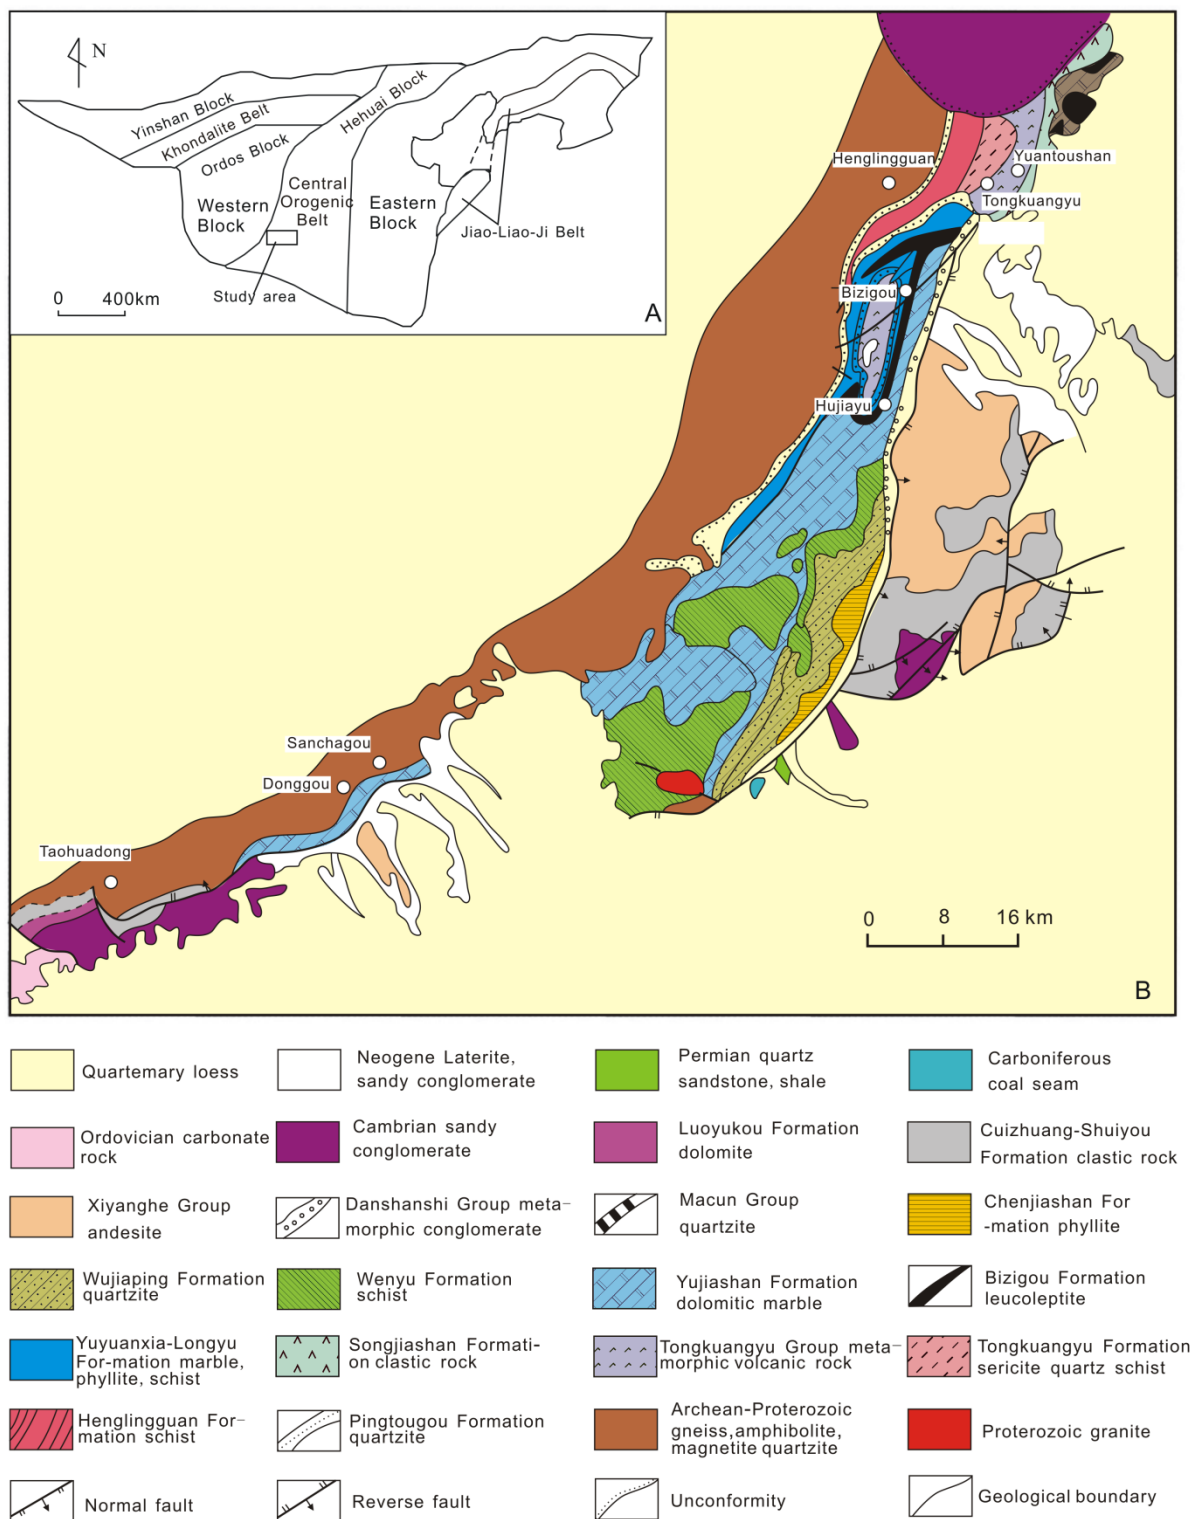 N
Yinshan Block
Khondalite Belt
Ordos Block
Hehuai Block
Western
Block
Central
Orogenic
Belt
Eastern
Block
Jiao-Liao-Ji Belt
Study area
0 400km
A
Henglingguan
Yuantoushan
Tongkuangyu
Bizigou
Hujiayu
Sanchagou
Donggou
Taohuadong
0 8 16 km
B
Quartemary loess
Neogene Laterite,
sandy conglomerate
Permian quartz
sandstone, shale
Carboniferous
coal seam
Ordovician carbonate
rock
Cambrian sandy
conglomerate
Luoyukou Formation
dolomite
Cuizhuang-Shuiyou
Formation clastic rock
Xiyanghe Group
andesite
Danshanshi Group meta-
morphic conglomerate
Macun Group
quartzite
Chenjiashan For
-mation phyllite
Wujiaping Formation
quartzite
Wenyu Formation
schist
Yujiashan Formation
dolomitic marble
Bizigou Formation
leucoleptite
Yuyuanxia-Longyu
For-mation marble,
phyllite, schist
Songjiashan Formati-
on clastic rock
Tongkuangyu Group meta-
morphic volcanic rock
Tongkuangyu Formation
sericite quartz schist
Henglingguan For-
mation schist
Pingtougou Formation
quartzite
Archean-Proterozoic
gneiss, amphibolite,
magnetite quartzite
Proterozoic granite
Normal fault
Reverse fault
Unconformity
Geological boundary